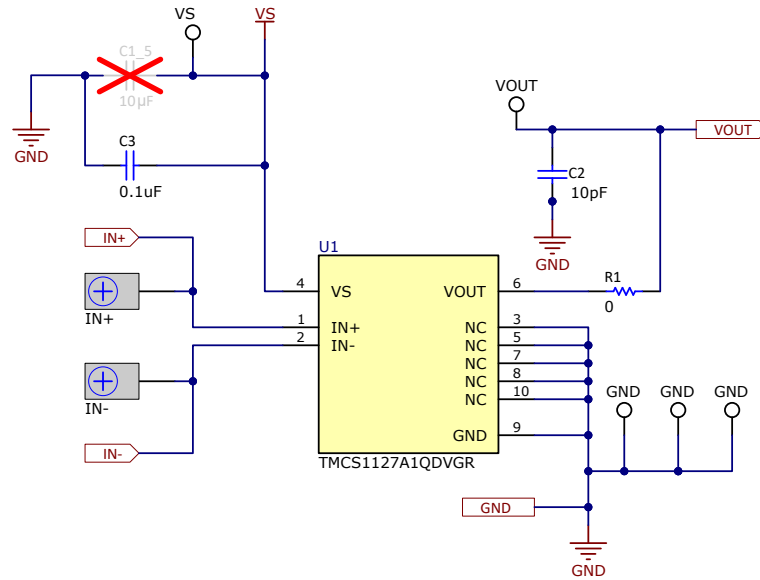 VS
VS
C1_5
10µF
GND
C3
0.1uF
VOUT
VOUT
C2
10pF
GND
IN+
IN+
IN-
IN-
U1
4
VS
VOUT
6
R1
0
1
IN+
2
IN-
NC
3
NC
5
NC
7
NC
8
NC
10
GND
9
TMCS1127A1QDVGR
GND
GND
GND
GND
GND